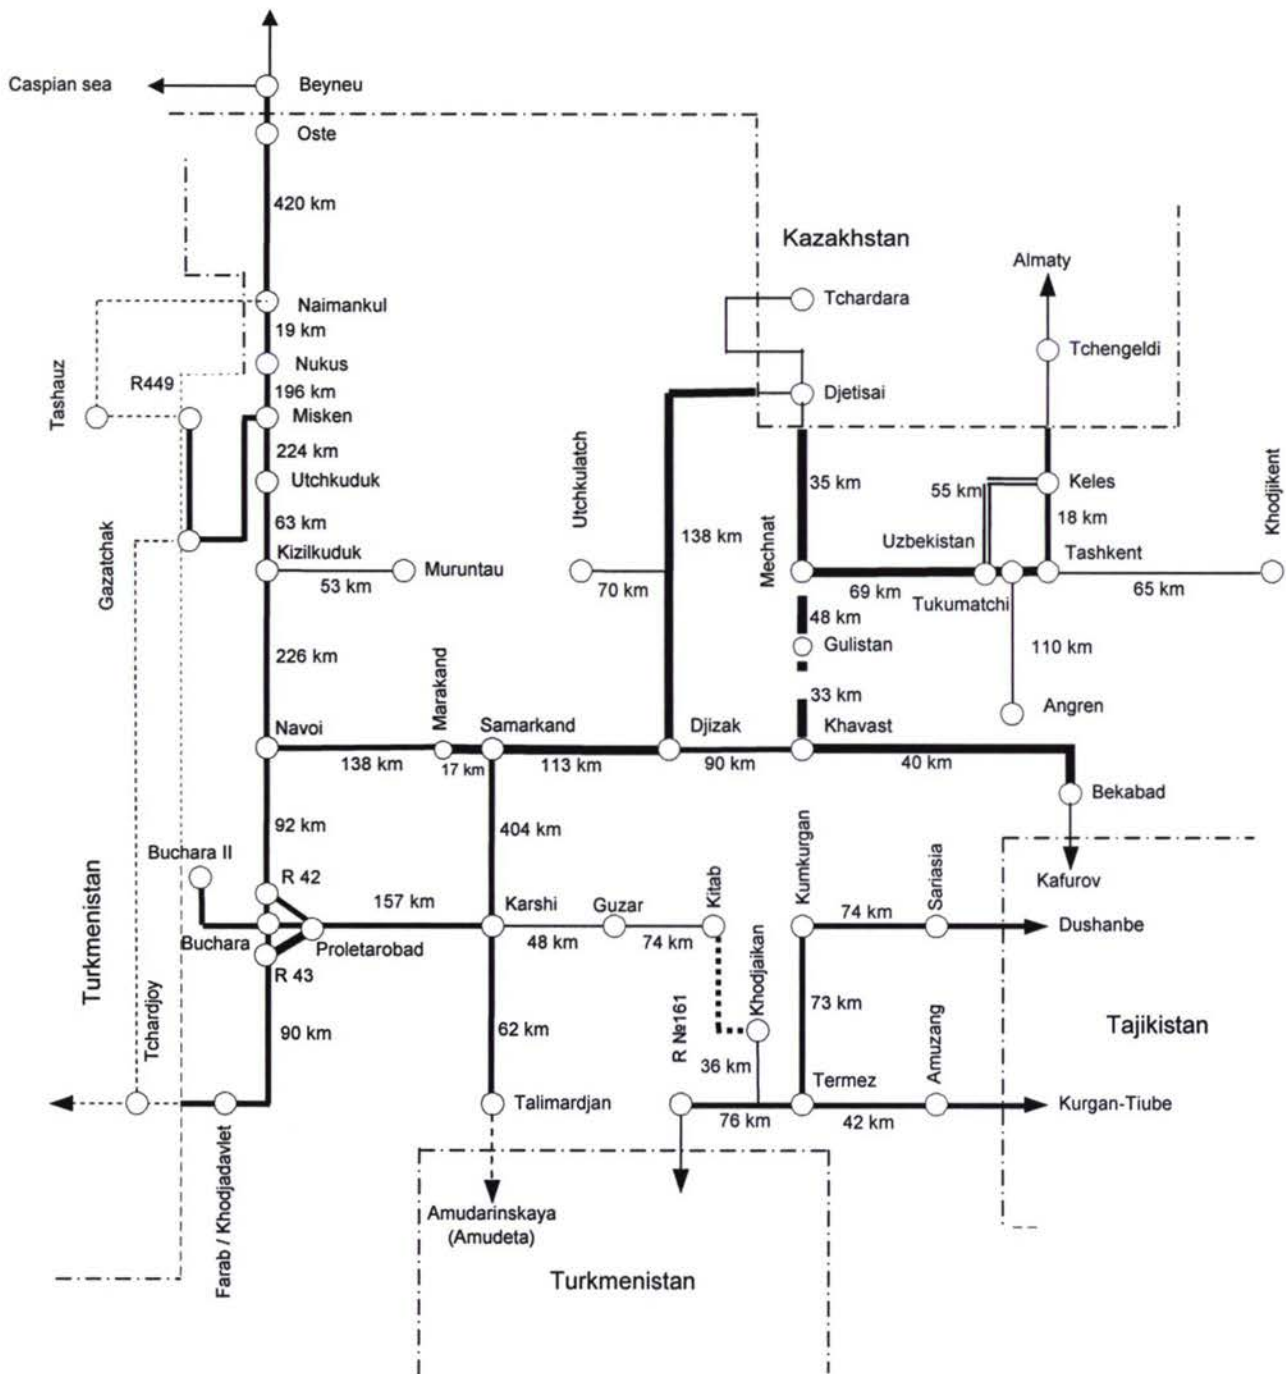 Caspian sea
Beyneu
Oste
420 km
Kazakhstan
Almaty
Naimankul
Tchardara
19 km
Tchengeldi
Nukus
Tashauz
R449
196 km
Djetisai
Misken
224 km
Utchkuduk
Utchkulatch
35 km
55 km
Keles
Khodjikent
63 km
138 km
18 km
Gazatchak
Mechnat
Uzbekistan
Kizilkuduk
Tashkent
53 km
Muruntau
70 km
69 km
Tukumatchi
65 km
48 km
Gulistan
110 km
226 km
Marakand
33 km
Angren
Navoi
Samarkand
Djizak
Khavast
138 km
17 km
113 km
90 km
40 km
Bekabad
92 km
404 km
Buchara II
Kumkurgan
Sariasia
R 42
Kitab
Kafurov
157 km
Karshi
Guzar
74 km
Buchara
Proletarobad
48 km
74 km
Dushanbe
R 43
Turkmenistan
Khodjaikan
73 km
Tchardjoy
90 km
62 km
R №161
Amuzang
Tajikistan
36 km
Termez
Talimardjan
76 km
42 km
Kurgan-Tiube
Farab / Khodjadavlet
Amudarinskaya
(Amudeta)
Turkmenistan